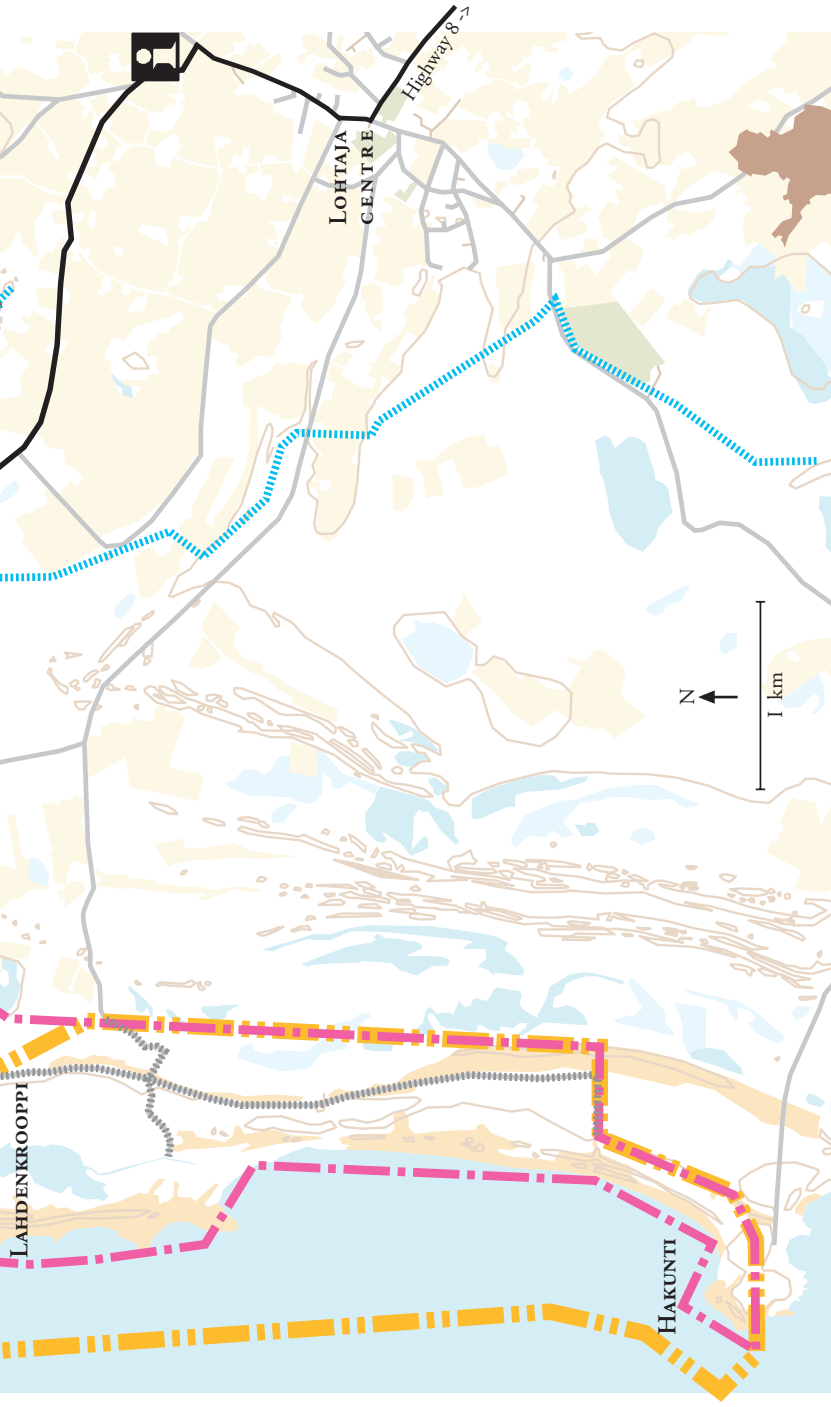 i
Highway 8 ->
LOHTAJA
CENTRE
N
1 km
LAHDENKROOPPI
HAKUNTI